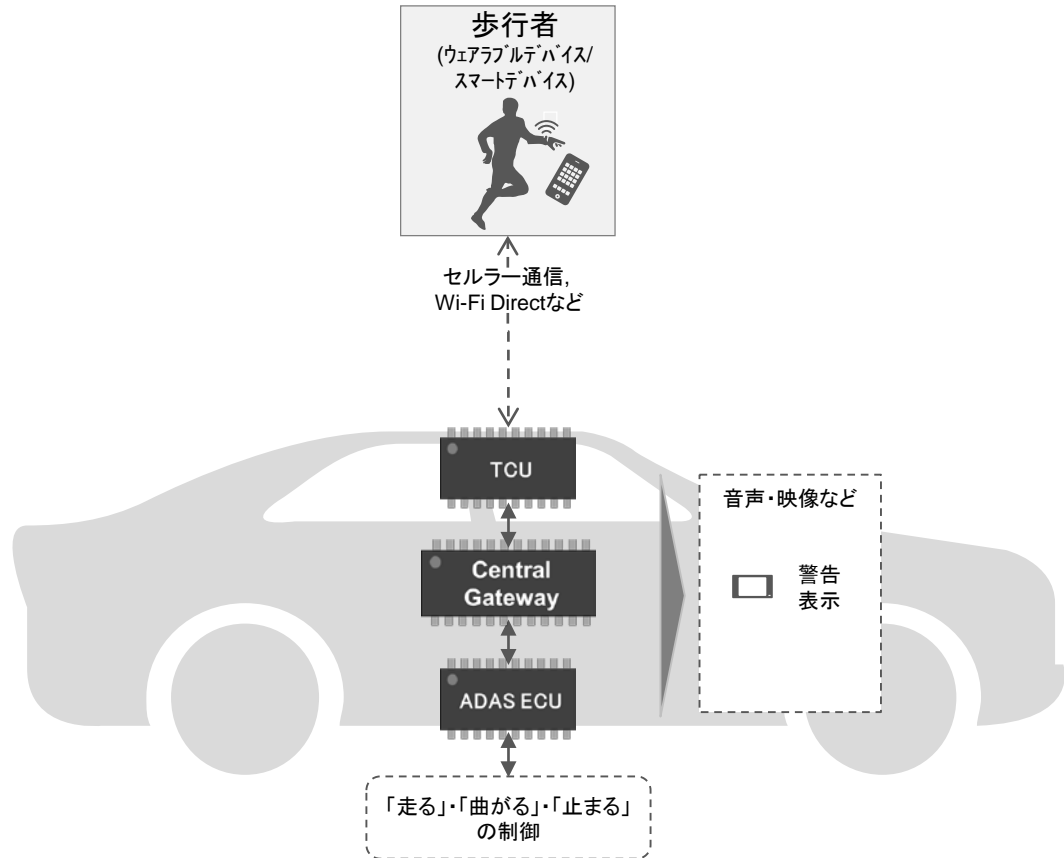 歩行者
(ウェアラブルデバイス/
スマートデバイス)
セルラー通信,
Wi-Fi Directなど
TCU
音声・映像など
Central
Gateway
警告
表示
ADAS ECU
「走る」・「曲がる」・「止まる」
の制御